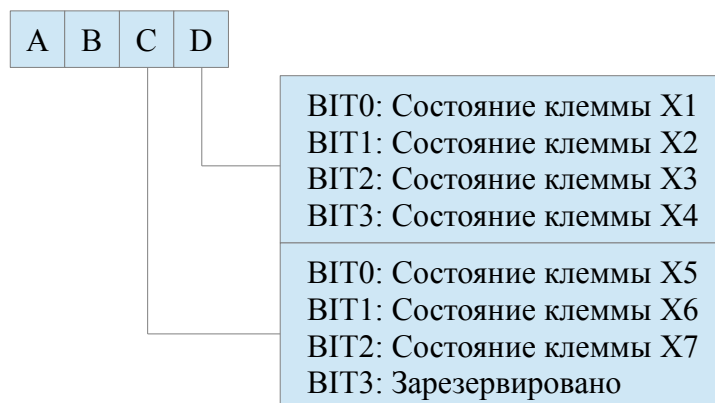 A B C D
BIT0: Состояние клеммы X1
BIT1: Состояние клеммы X2
BIT2: Состояние клеммы X3
BIT3: Состояние клеммы X4
BIT0: Состояние клеммы X5
BIT1: Состояние клеммы X6
BIT2: Состояние клеммы X7
BIT3: Зарезервировано